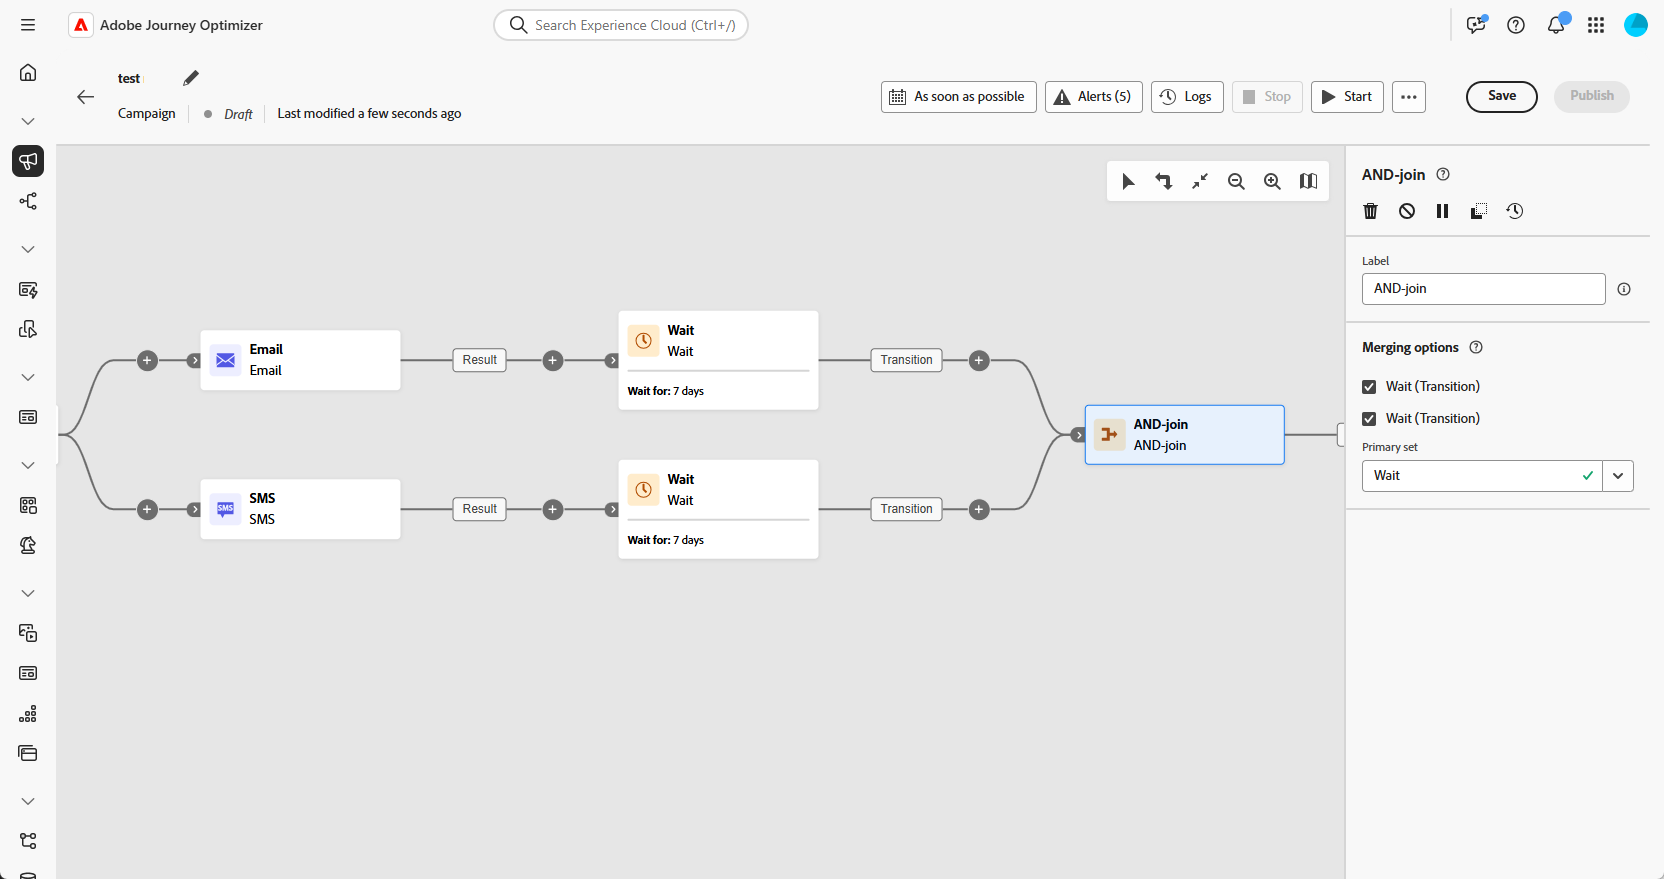 Adobe Journey Optimizer
Search Experience Cloud (Ctrl+/)
test
Campaign
Draft
Last modified a few seconds ago
As soon as possible
Alerts (5)
Logs
Stop
Start
Save
Publish
AND-join
Label
AND-join
Merging options
Wait (Transition)
Wait (Transition)
Primary set
Wait
Email
Email
Result
Wait
Wait
Wait for: 7 days
Transition
AND-join
AND-join
SMS
SMS
SMS
Result
Wait
Wait
Wait for: 7 days
Transition